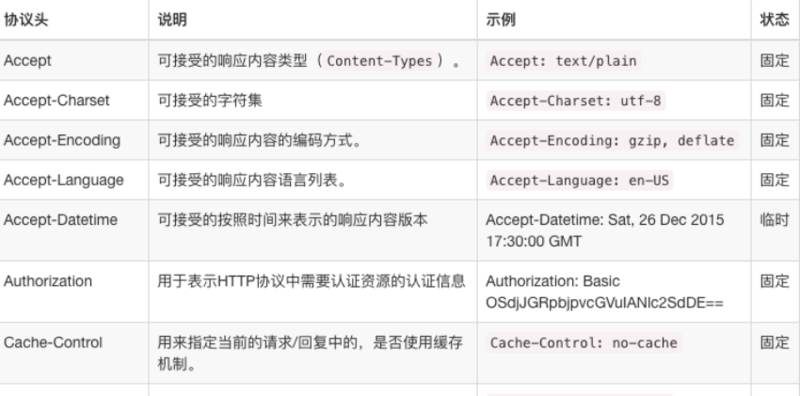 协议头 说明 示例 状态
Accept 可接受的响应内容类型（Content-Types）。 Accept: text/plain 固定
Accept-Charset 可接受的字符集 Accept-Charset: utf-8 固定
Accept-Encoding 可接受的响应内容的编码方式。 Accept-Encoding: gzip, deflate 固定
Accept-Language 可接受的响应内容语言列表。 Accept-Language: en-US 固定
Accept-Datetime 可接受的按照时间来表示的响应内容版本 Accept-Datetime: Sat, 26 Dec 2015 临时
17:30:00 GMT
Authorization 用于表示HTTP协议中需要认证资源的认证信息 Authorization: Basic 固定
OSdjJGRpbjpvcGVuIANlc2SdDE==
Cache-Control 用来指定当前的请求/回复中的，是否使用缓存 Cache-Control: no-cache 固定
机制。